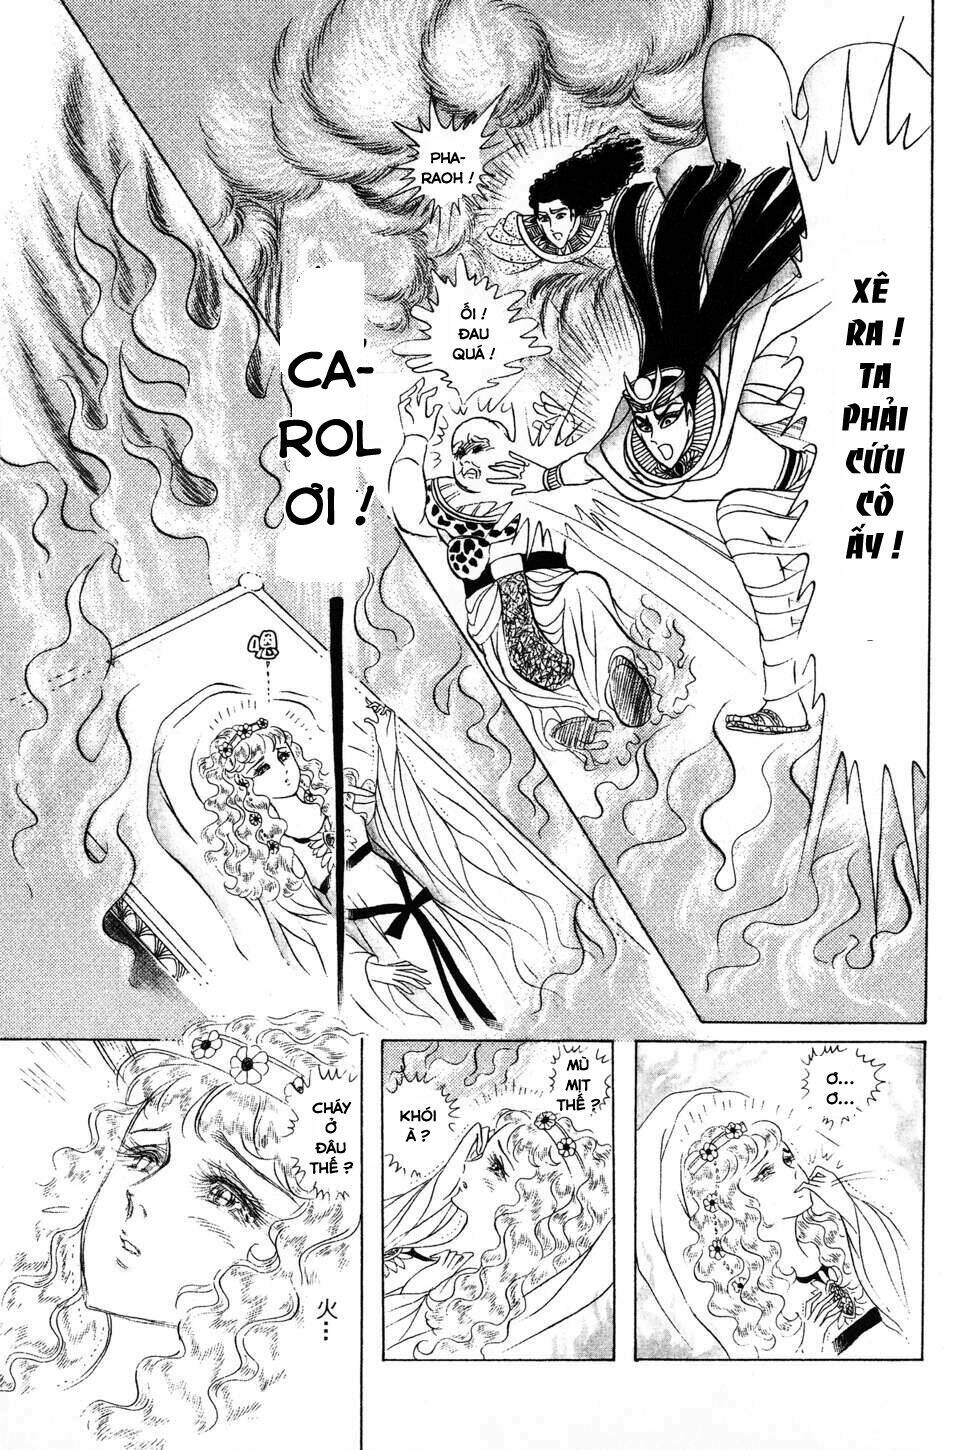 XÊ
RA !
TA
PHẢI
CỨU
CÔ
ẤY !
PHA-
RAOH !
ỐI !
ĐAU
QUÁ !
CA-
ROL
ƠI !
嗯
Ơ...
Ơ...
MÙ
MỊT
THẾ ?
KHÓI
À ?
CHÁY
Ở
ĐÂU
THẾ ?
火...